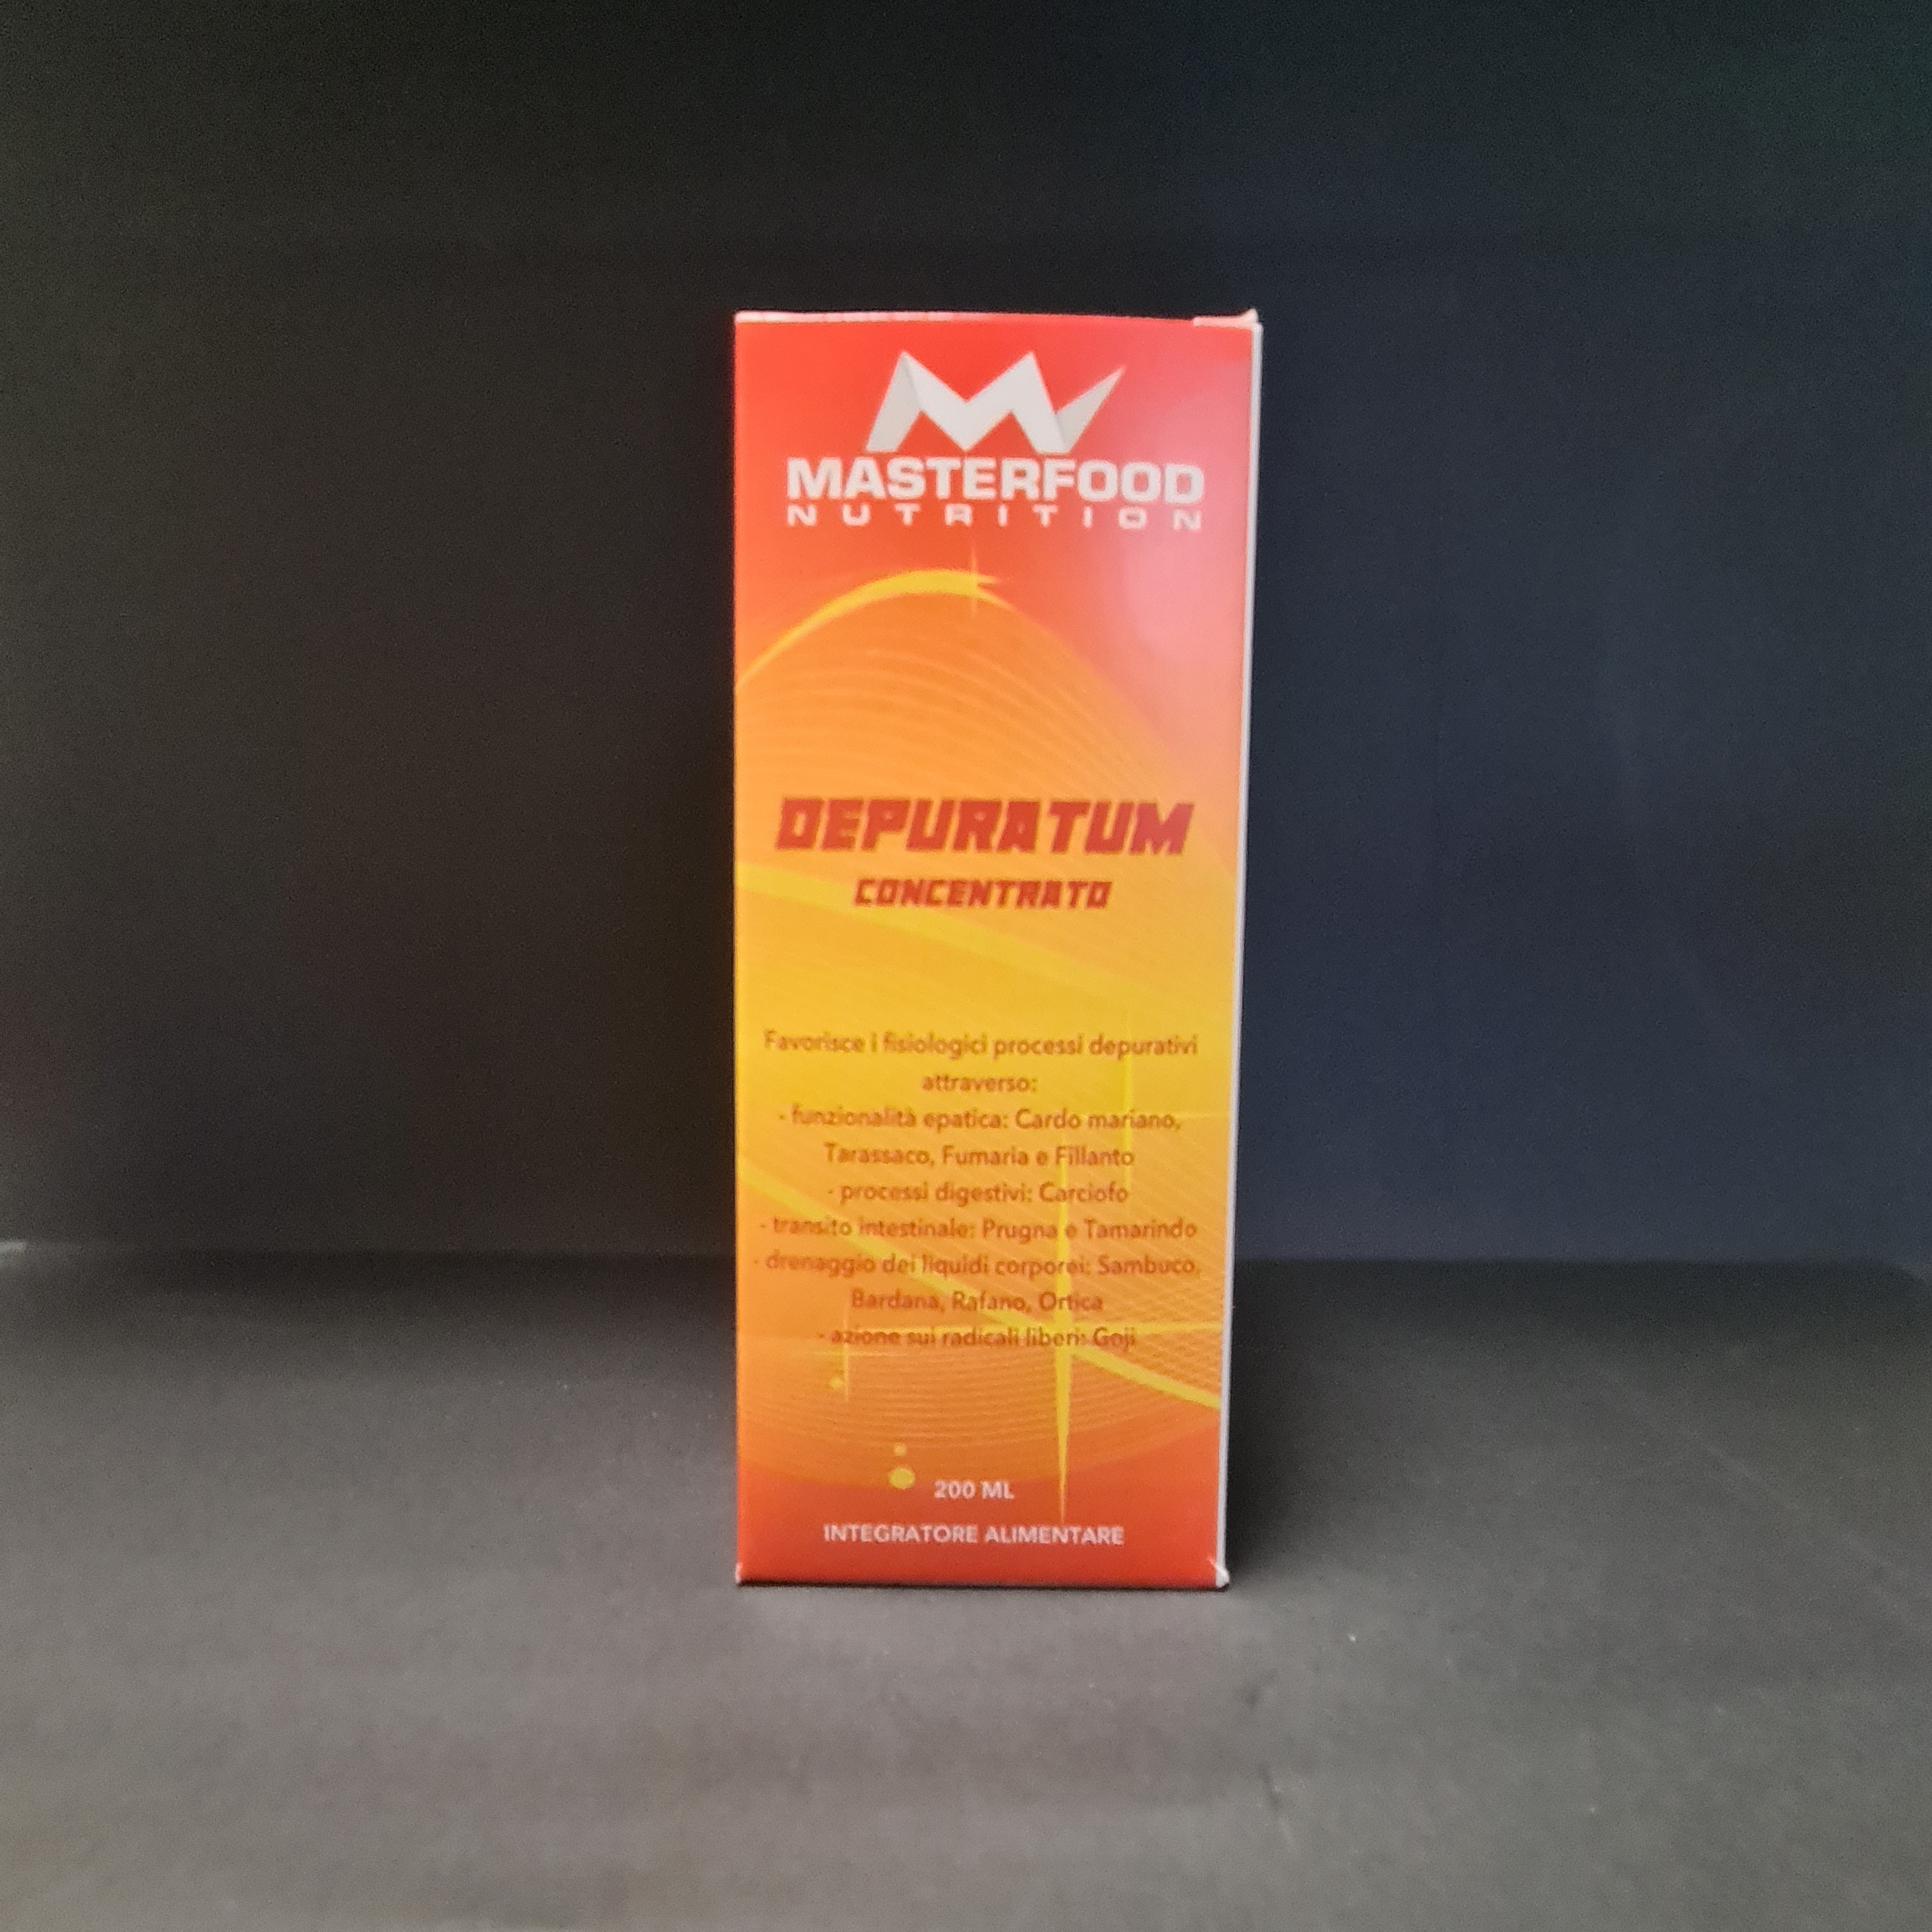 MASTERFOOD
NUTRITION
DEPURATUM
CONCENTRATO
Favorisce i fisiologici processi depurativi
attraverso:
- funzionalità epatica: Cardo mariano,
Tarassaco, Fumaria e Fillanto
- processi digestivi: Carciofo
- transito intestinale: Prugna e Tamarindo
- drenaggio dei liquidi corporei: Sambuco,
Bardana, Rafano, Ortica
- azione sui radicali liberi: Goji
200 ML
INTEGRATORE ALIMENTARE